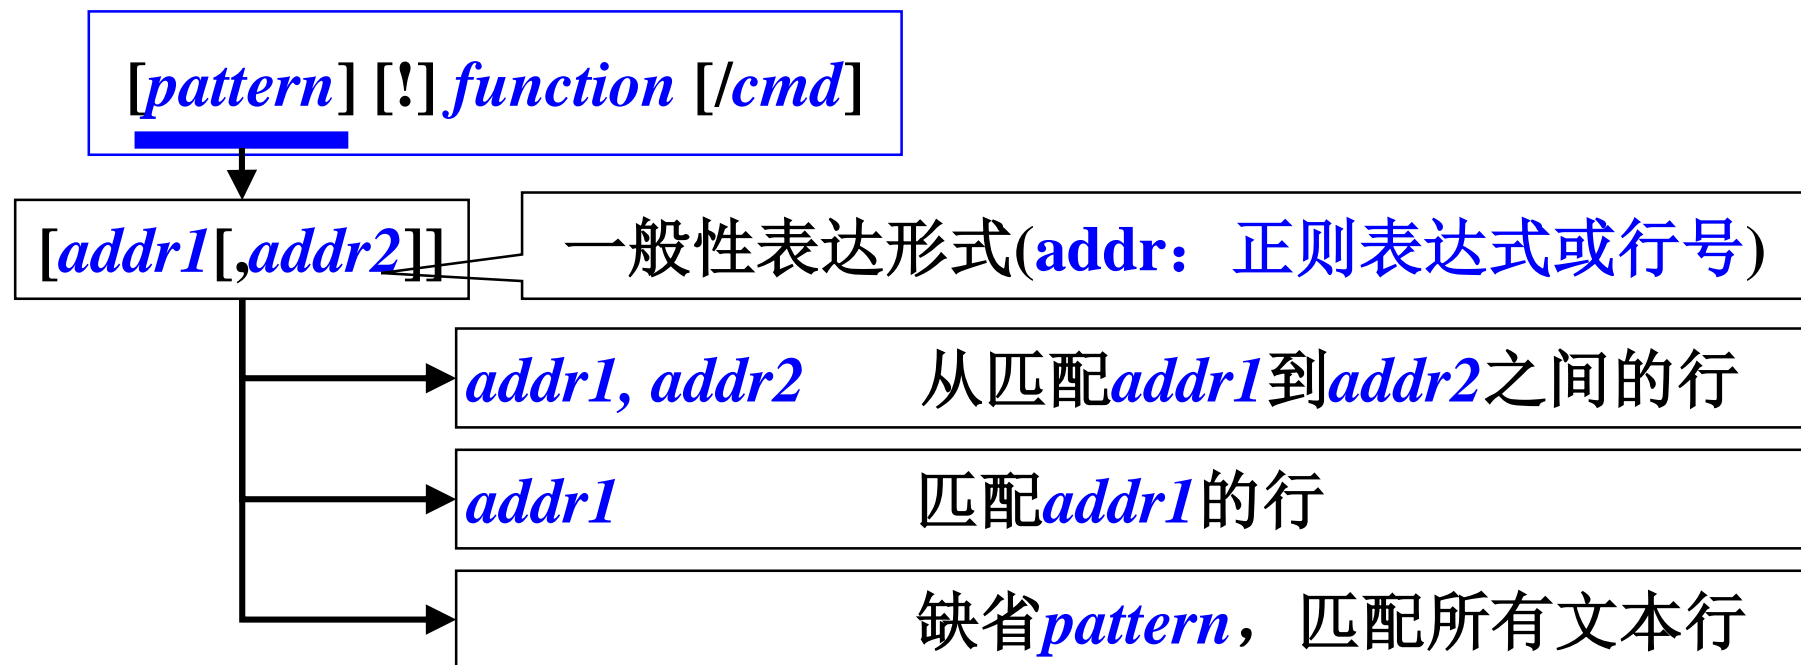 [pattern] [!] function [/cmd]
[addr1[,addr2]]
一般性表达形式(addr：正则表达式或行号)
addr1, addr2 从匹配addr1到addr2之间的行
addr1 匹配addr1的行
缺省pattern，匹配所有文本行